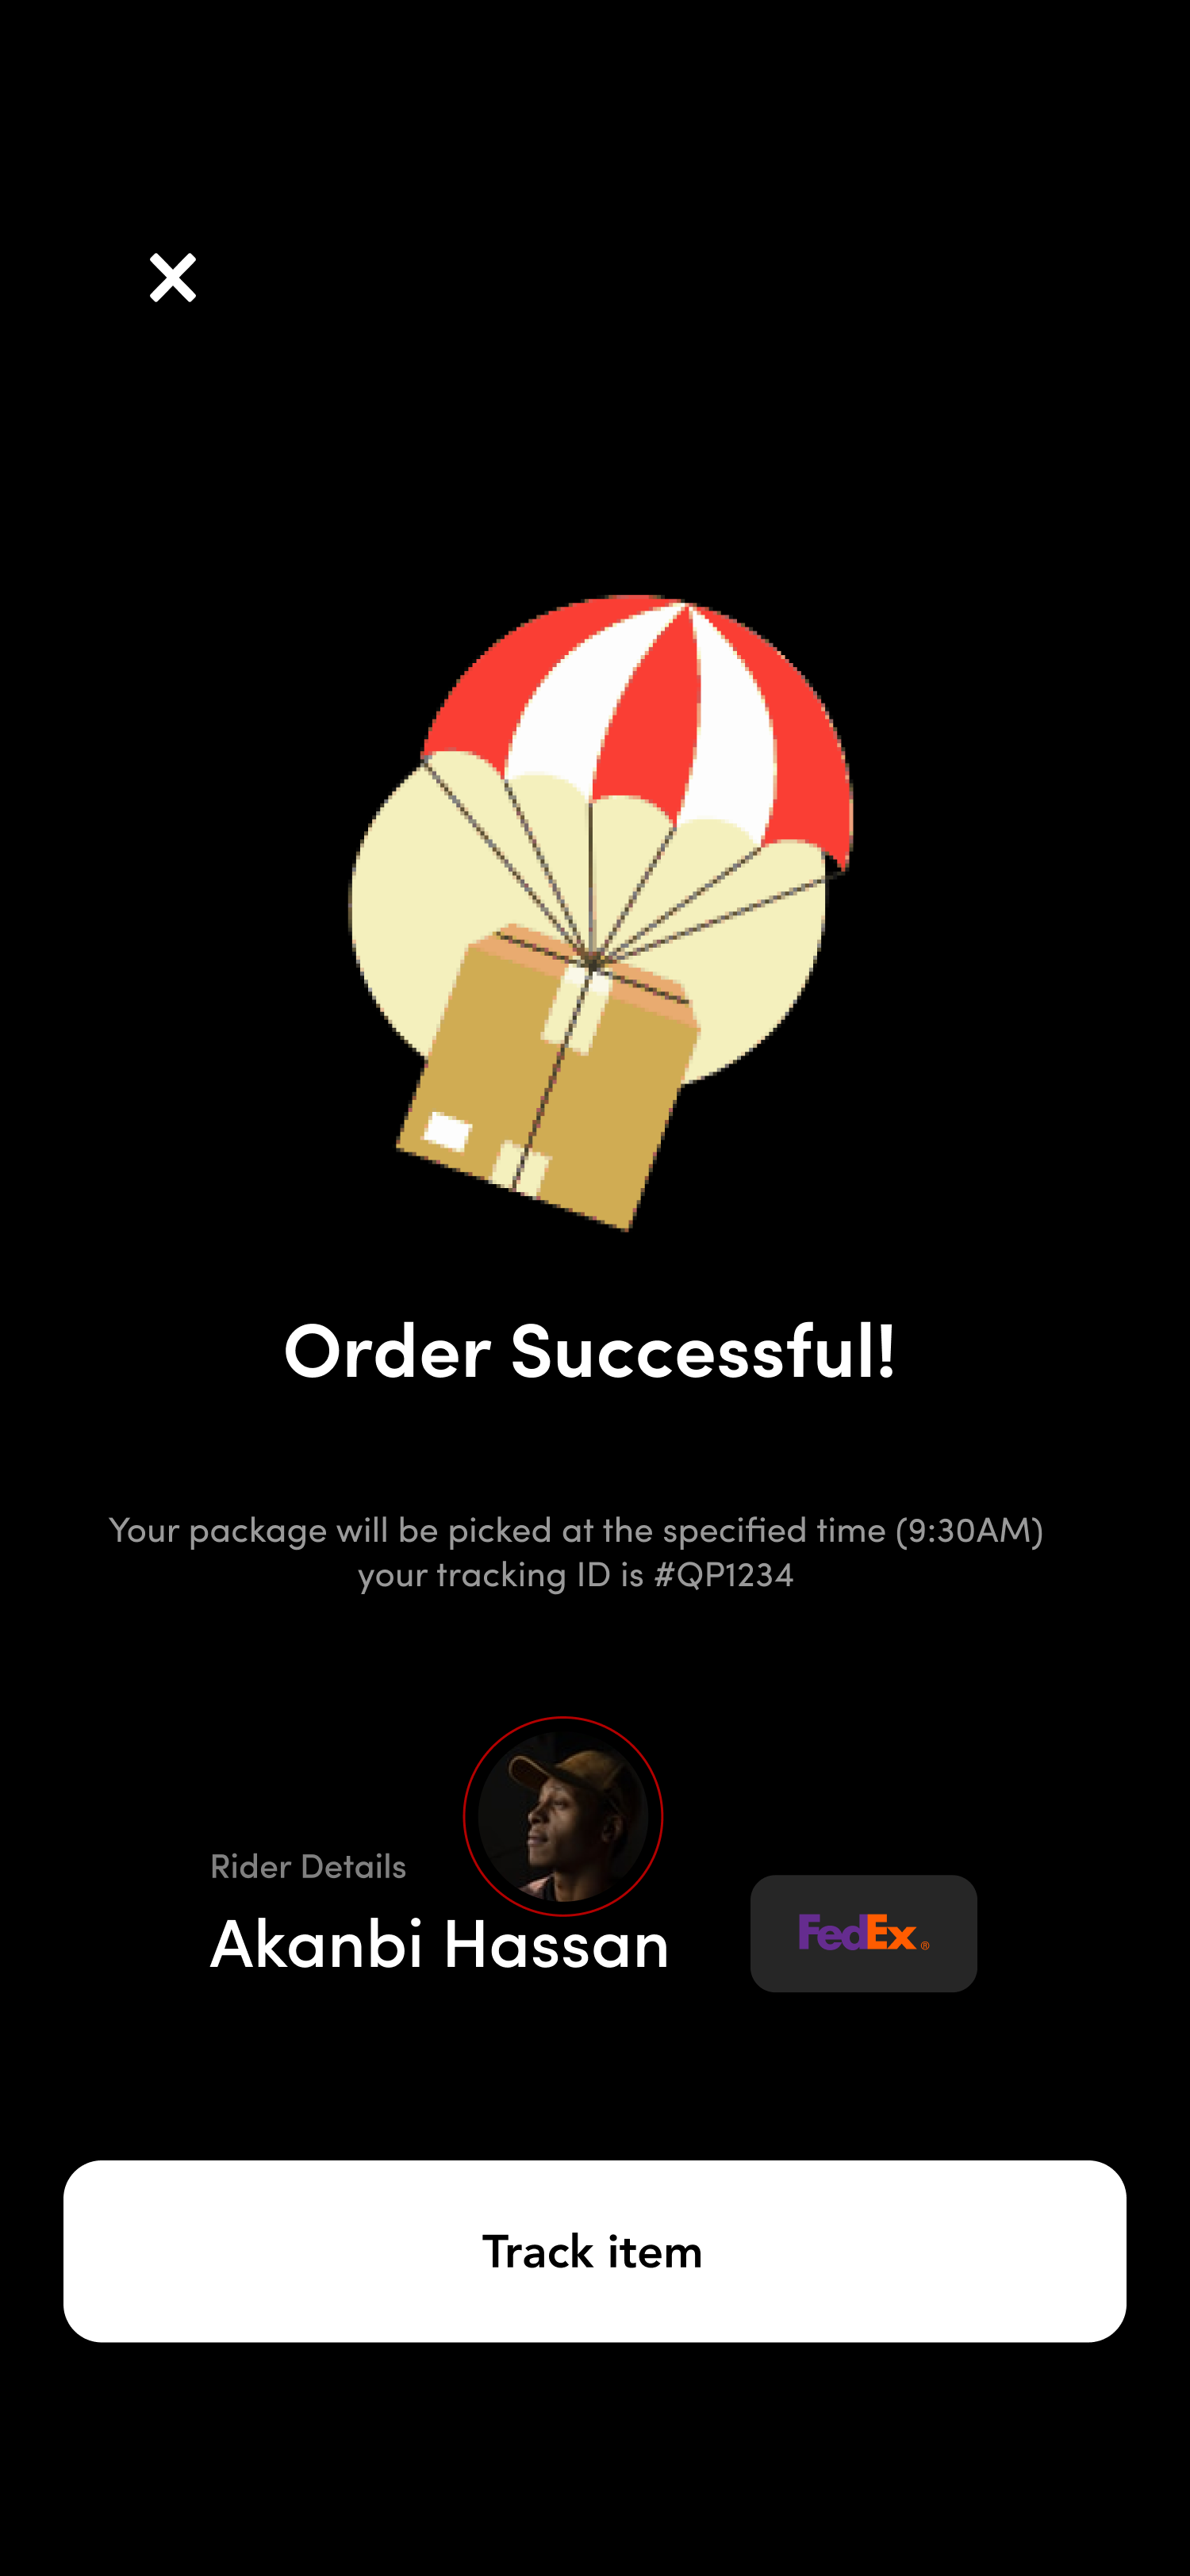 Order Successful!
Your package will be picked at the specified time (9:30AM)
your tracking ID is #QP1234
Rider Details
Akanbi Hassan
FedEx®
Track item